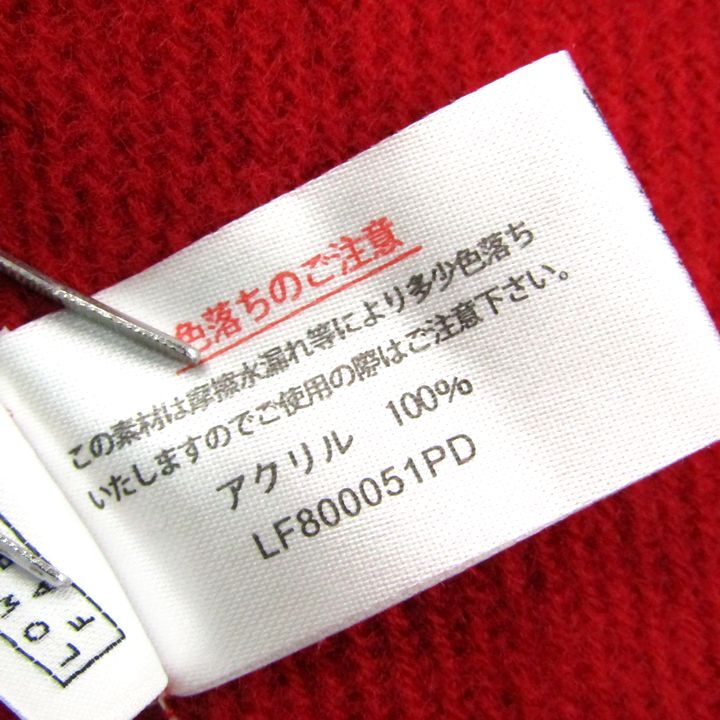 色落ちのご注意
この素材は摩擦水漏れ等により多少色落ち
いたしますのでご使用の際はご注意下さい。
アクリル 100%
LF800051PD